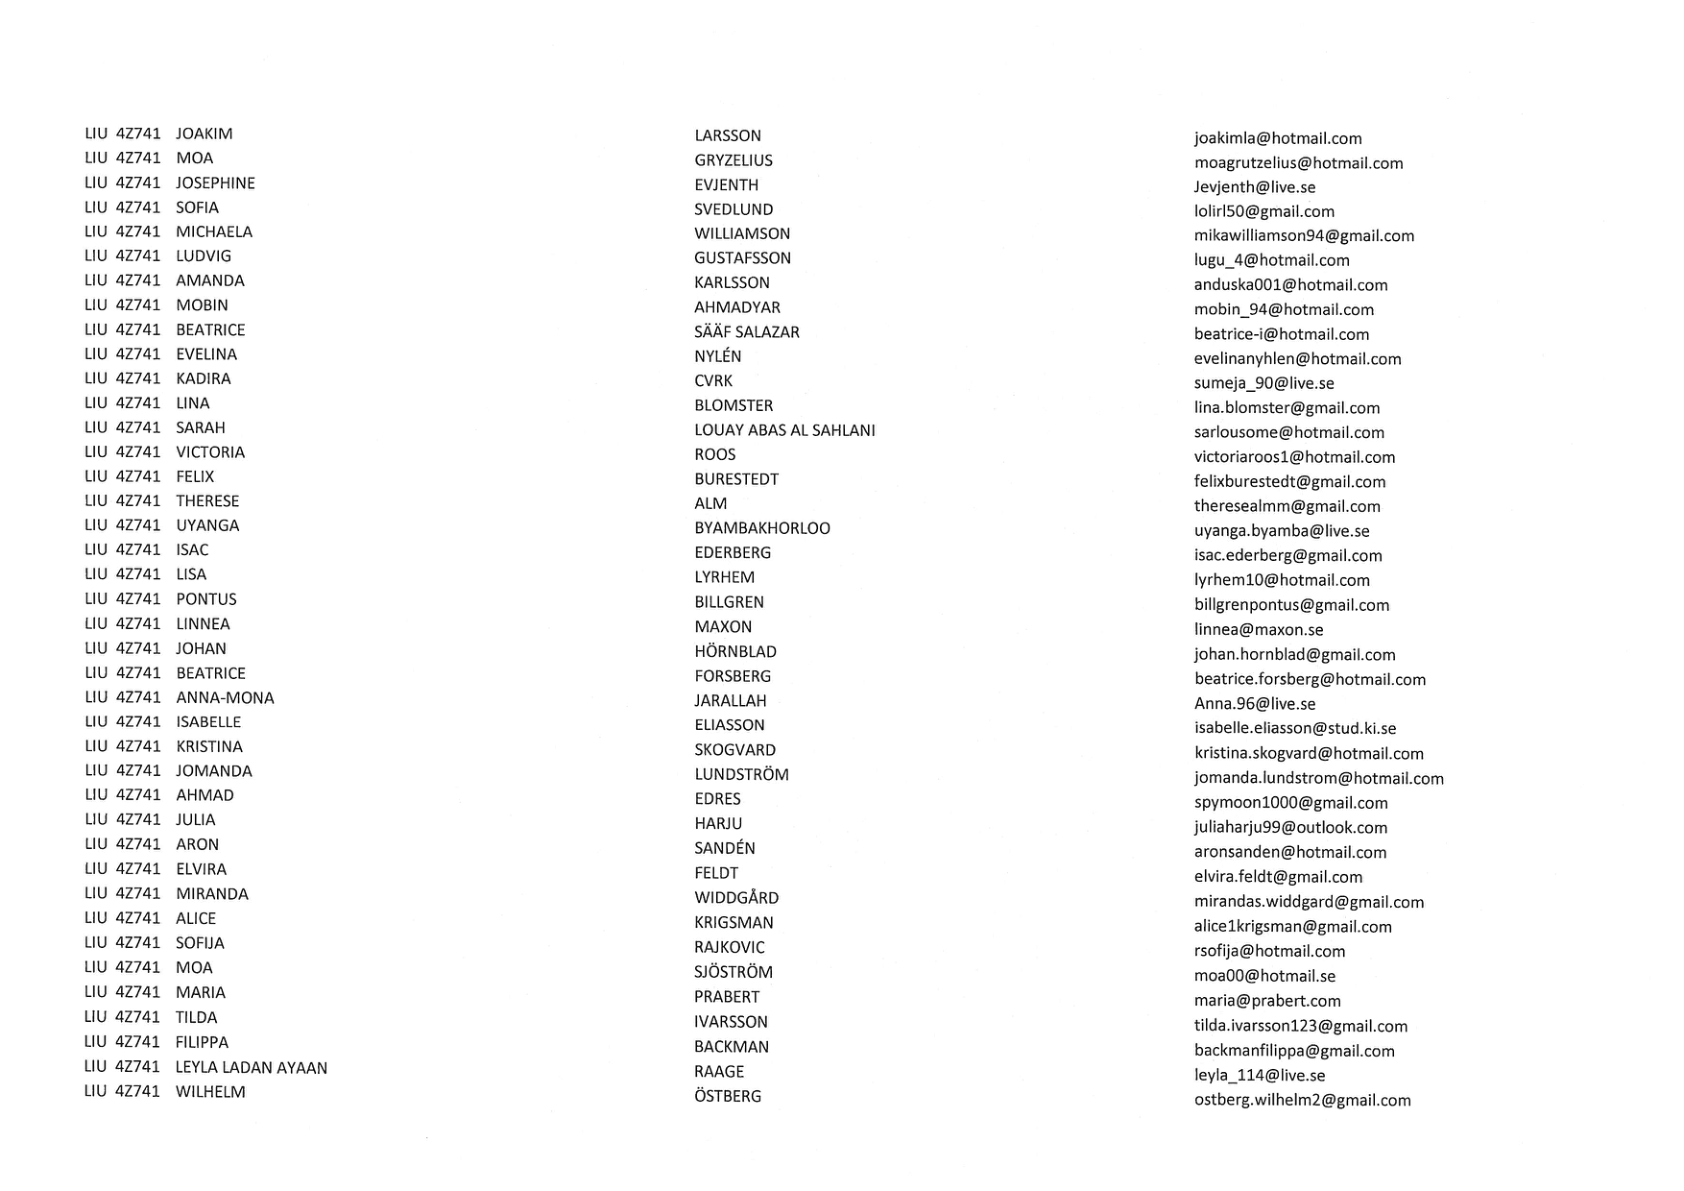 LIU 4Z741 JOAKIM LARSSON joakimla@hotmail.com
LIU 4Z741 MOA GRYZELIUS moagrutzelius@hotmail.com
LIU 4Z741 JOSEPHINE EVJENTH Jevjenth@live.se
LIU 4Z741 SOFIA SVEDLUND lolirl50@gmail.com
LIU 4Z741 MICHAELA WILLIAMSON mikawilliamson94@gmail.com
LIU 4Z741 LUDVIG GUSTAFSSON lugu_4@hotmail.com
LIU 4Z741 AMANDA KARLSSON anduska001@hotmail.com
LIU 4Z741 MOBIN AHMADYAR mobin_94@hotmail.com
LIU 4Z741 BEATRICE SÄÄF SALAZAR beatrice-i@hotmail.com
LIU 4Z741 EVELINA NYLÉN evelinanyhlen@hotmail.com
LIU 4Z741 KADIRA CVRK sumeja_90@live.se
LIU 4Z741 LINA BLOMSTER lina.blomster@gmail.com
LIU 4Z741 SARAH LOUAY ABAS AL SAHLANI sarlousome@hotmail.com
LIU 4Z741 VICTORIA ROOS victoriaroos1@hotmail.com
LIU 4Z741 FELIX BURESTEDT felixburestedt@gmail.com
LIU 4Z741 THERESE ALM theresealmm@gmail.com
LIU 4Z741 UYANGA BYAMBAKHORLOO uyanga.byamba@live.se
LIU 4Z741 ISAC EDERBERG isac.ederberg@gmail.com
LIU 4Z741 LISA LYRHEM lyrhem10@hotmail.com
LIU 4Z741 PONTUS BILLGREN billgrenpontus@gmail.com
LIU 4Z741 LINNEA MAXON linnea@maxon.se
LIU 4Z741 JOHAN HÖRNBLAD johan.hornblad@gmail.com
LIU 4Z741 BEATRICE FORSBERG beatrice.forsberg@hotmail.com
LIU 4Z741 ANNA-MONA JARALLAH Anna.96@live.se
LIU 4Z741 ISABELLE ELIASSON isabelle.eliasson@stud.ki.se
LIU 4Z741 KRISTINA SKOGVARD kristina.skogvard@hotmail.com
LIU 4Z741 JOMANDA LUNDSTRÖM jomanda.lundstrom@hotmail.com
LIU 4Z741 AHMAD EDRES spymoon1000@gmail.com
LIU 4Z741 JULIA HARJU juliaharju99@outlook.com
LIU 4Z741 ARON SANDÉN aronsanden@hotmail.com
LIU 4Z741 ELVIRA FELDT elvira.feldt@gmail.com
LIU 4Z741 MIRANDA WIDDGÅRD mirandas.widdgard@gmail.com
LIU 4Z741 ALICE KRIGSMAN alice1krigsman@gmail.com
LIU 4Z741 SOFIJA RAJKOVIC rsofija@hotmail.com
LIU 4Z741 MOA SJÖSTRÖM moa00@hotmail.se
LIU 4Z741 MARIA PRABERT maria@prabert.com
LIU 4Z741 TILDA IVARSSON tilda.ivarsson123@gmail.com
LIU 4Z741 FILIPPA BACKMAN backmanfilippa@gmail.com
LIU 4Z741 LEYLA LADAN AYAAN RAAGE leyla_114@live.se
LIU 4Z741 WILHELM ÖSTBERG ostberg.wilhelm2@gmail.com